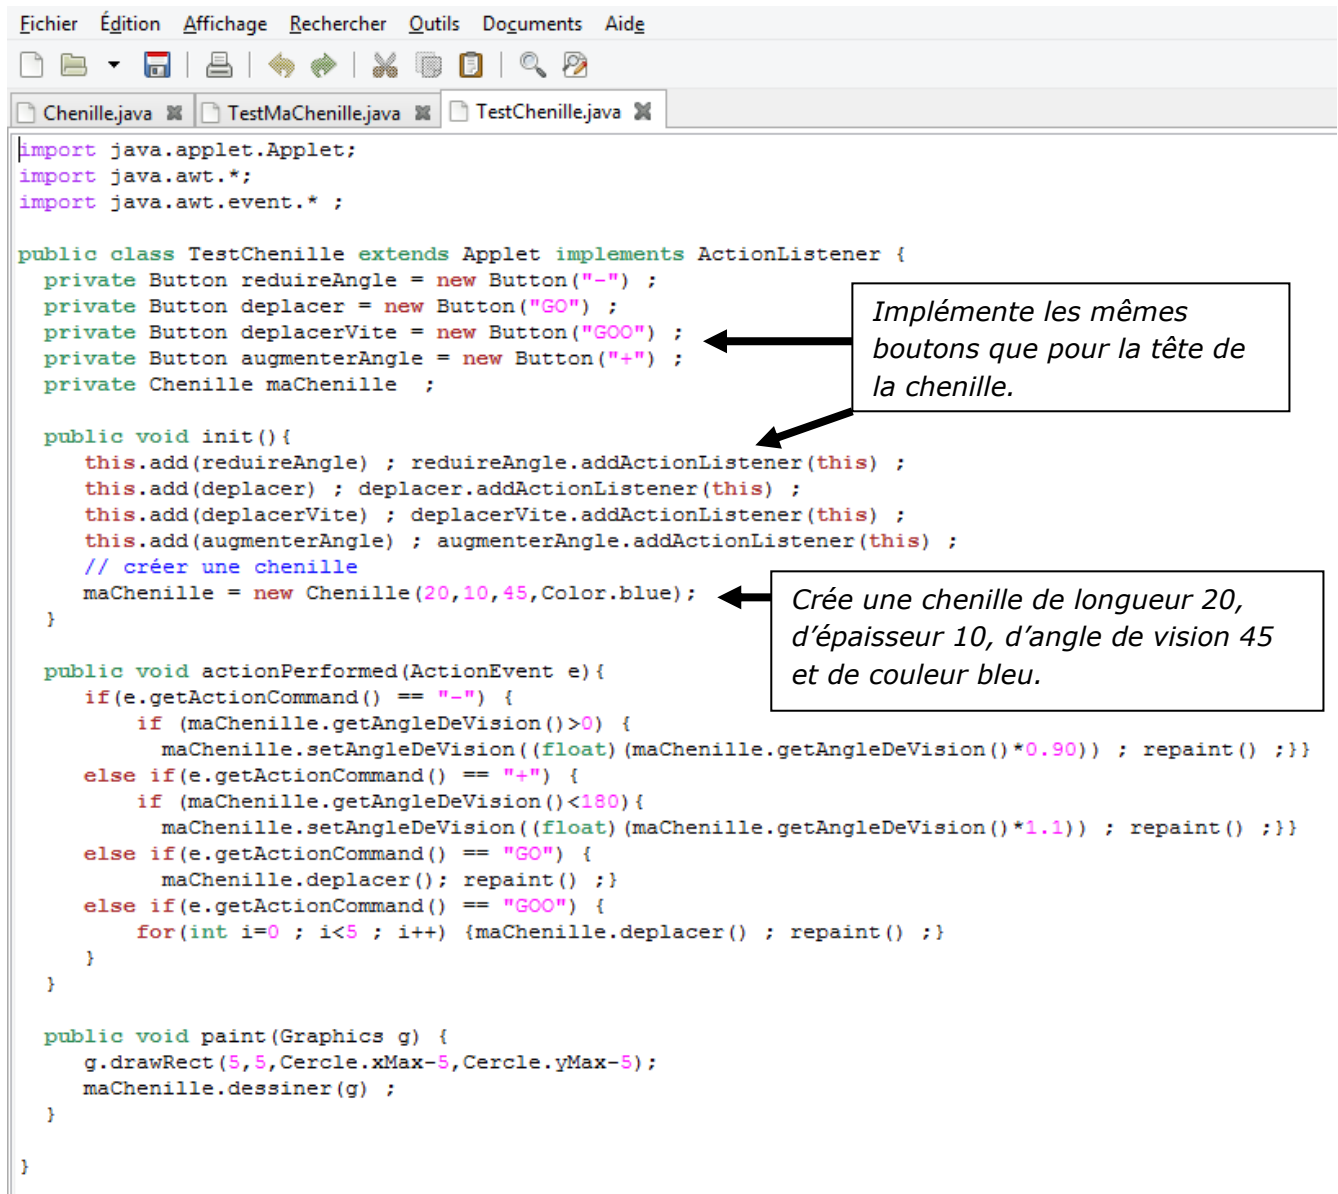 Fichier Édition Affichage Rechercher Outils Documents Aide
Chenille.java TestMaChenille.java TestChenille.java
import java.applet.Applet;
import java.awt.*;
import java.awt.event.* ;
public class TestChenille extends Applet implements ActionListener {
private Button reduireAngle = new Button("-") ;
private Button deplacer = new Button("GO") ;
private Button deplacerVite = new Button("GOO") ;
private Button augmenterAngle = new Button("+") ;
private Chenille maChenille  ;
Implémente les mêmes
boutons que pour la tête de
la chenille.
public void init(){
this.add(reduireAngle) ; reduireAngle.addActionListener(this) ;
this.add(deplacer) ; deplacer.addActionListener(this) ;
this.add(deplacerVite) ; deplacerVite.addActionListener(this) ;
this.add(augmenterAngle) ; augmenterAngle.addActionListener(this) ;
// créer une chenille
maChenille = new Chenille(20,10,45,Color.blue);
}
Crée une chenille de longueur 20,
d’épaisseur 10, d’angle de vision 45
et de couleur bleu.
public void actionPerformed(ActionEvent e){
if(e.getActionCommand() == "-") {
if (maChenille.getAngleDeVision()>0) {
maChenille.setAngleDeVision((float)(maChenille.getAngleDeVision()*0.90)) ; repaint() ;}}
else if(e.getActionCommand() == "+") {
if (maChenille.getAngleDeVision()<180){
maChenille.setAngleDeVision((float)(maChenille.getAngleDeVision()*1.1)) ; repaint() ;}}
else if(e.getActionCommand() == "GO") {
maChenille.deplacer(); repaint() ;}
else if(e.getActionCommand() == "GOO") {
for(int i=0 ; i<5 ; i++) {maChenille.deplacer() ; repaint() ;}
}
}
public void paint(Graphics g) {
g.drawRect(5,5,Cercle.xMax-5,Cercle.yMax-5);
maChenille.dessiner(g) ;
}
}